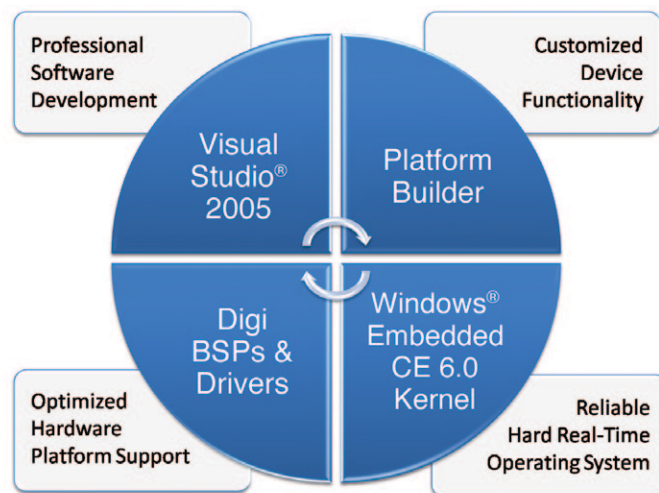 Professional
Software
Development
Customized
Device
Functionality
Visual
Studio®
2005
Platform
Builder
Digi
BSPs &
Drivers
Windows®
Embedded
CE 6.0
Kernel
Optimized
Hardware
Platform Support
Reliable
Hard Real-Time
Operating System